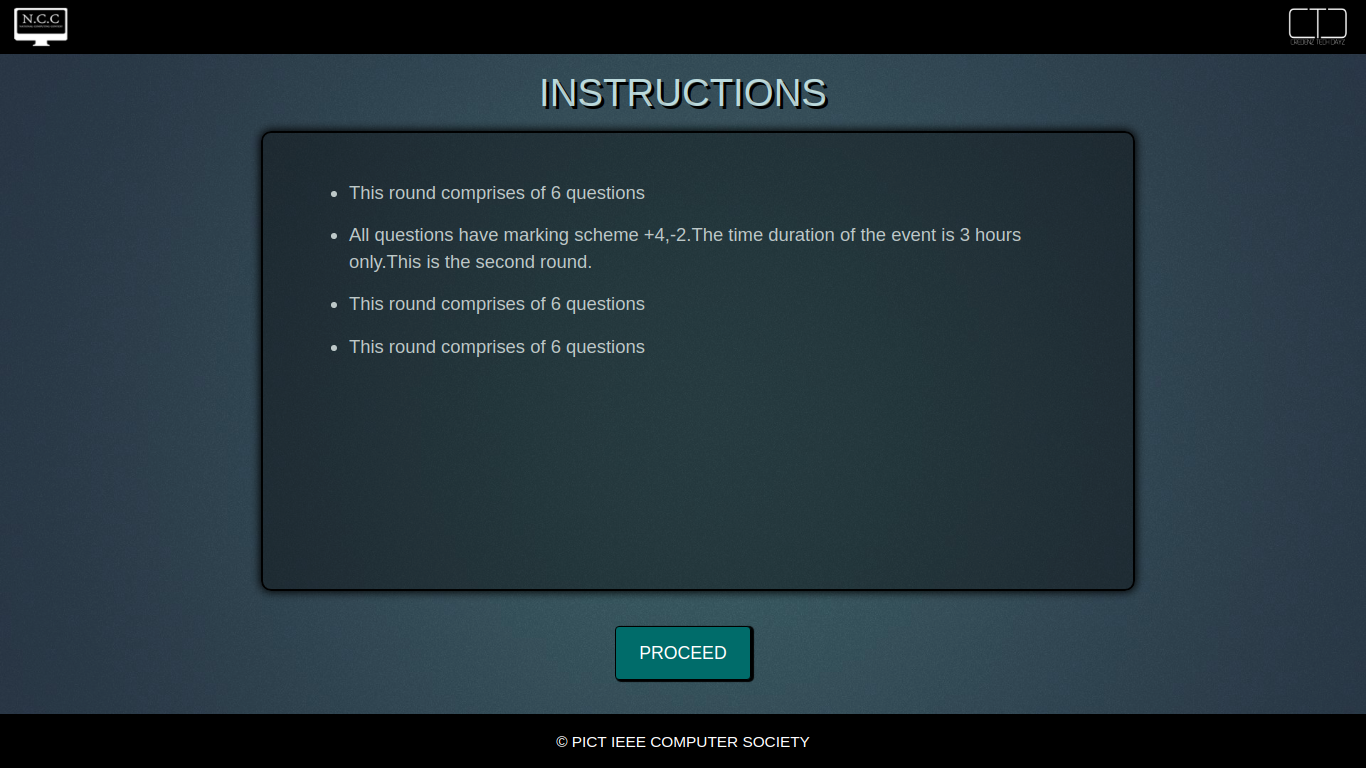 N.C.C
INSTRUCTIONS
This round comprises of 6 questions
All questions have marking scheme +4,-2.The time duration of the event is 3 hours
only.This is the second round.
This round comprises of 6 questions
This round comprises of 6 questions
PROCEED
© PICT IEEE COMPUTER SOCIETY